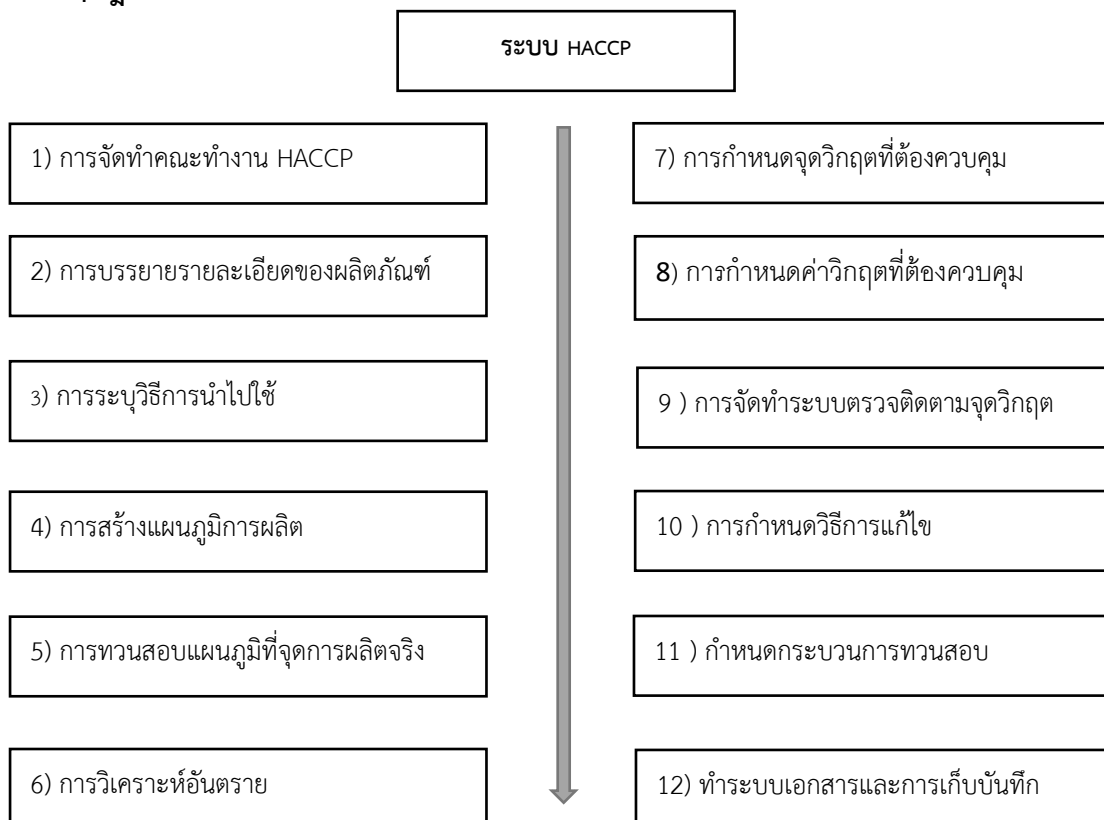 ระบบ HACCP
1) การจัดทำคณะทำงาน HACCP
2) การบรรยายรายละเอียดของผลิตภัณฑ์
3) การระบุวิธีการนำไปใช้
4) การสร้างแผนภูมิการผลิต
5) การทวนสอบแผนภูมิที่จุดการผลิตจริง
6) การวิเคราะห์อันตราย
7) การกำหนดจุดวิกฤตที่ต้องควบคุม
8) การกำหนดค่าวิกฤตที่ต้องควบคุม
9 ) การจัดทำระบบตรวจติดตามจุดวิกฤต
10 ) การกำหนดวิธีการแก้ไข
11 ) กำหนดกระบวนการทวนสอบ
12) ทำระบบเอกสารและการเก็บบันทึก